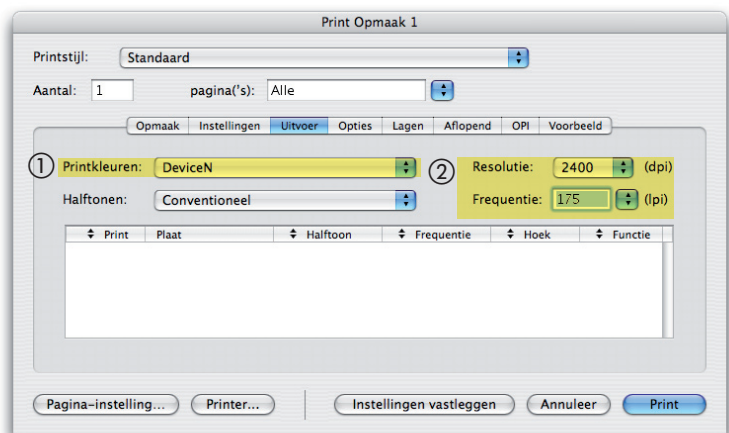 Print Opmaak 1
Printstijl: Standaard
Aantal: 1 pagina('s): Alle
Opmaak Instellingen Uitvoer Opties Lagen Aflopend OPI Voorbeeld
① Printkleuren: DeviceN ② Resolutie: 2400 (dpi)
Halftonen: Conventioneel Frequentie: 175 (lpi)
Print Plaat Halftoon Frequentie Hoek Functie
Pagina-instelling... Printer... Instellingen vastleggen Annuleer Print